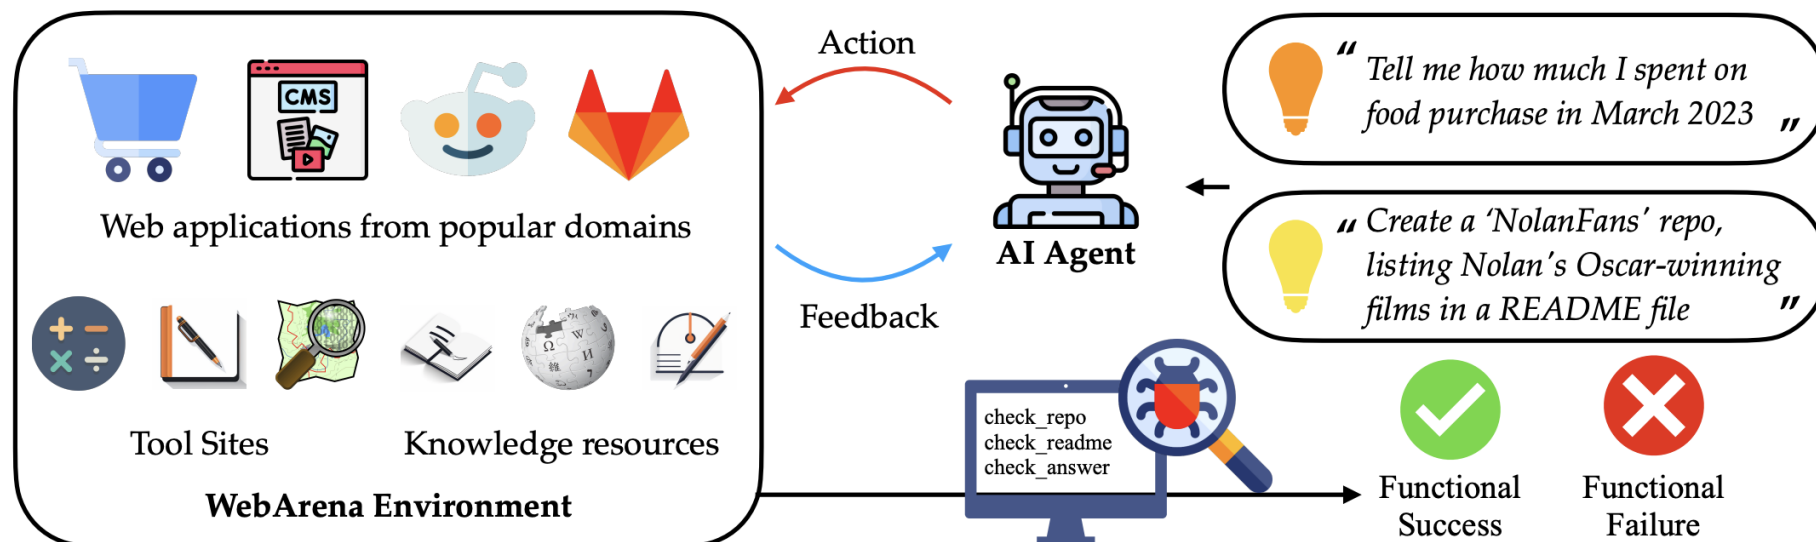 CMS
Web applications from popular domains
Tool Sites
Knowledge resources
WebArena Environment
Action
Feedback
AI Agent
“ Tell me how much I spent on
food purchase in March 2023 ”
“ Create a ‘NolanFans’ repo,
listing Nolan’s Oscar-winning
films in a README file ”
check_repo
check_readme
check_answer
Functional
Success
Functional
Failure